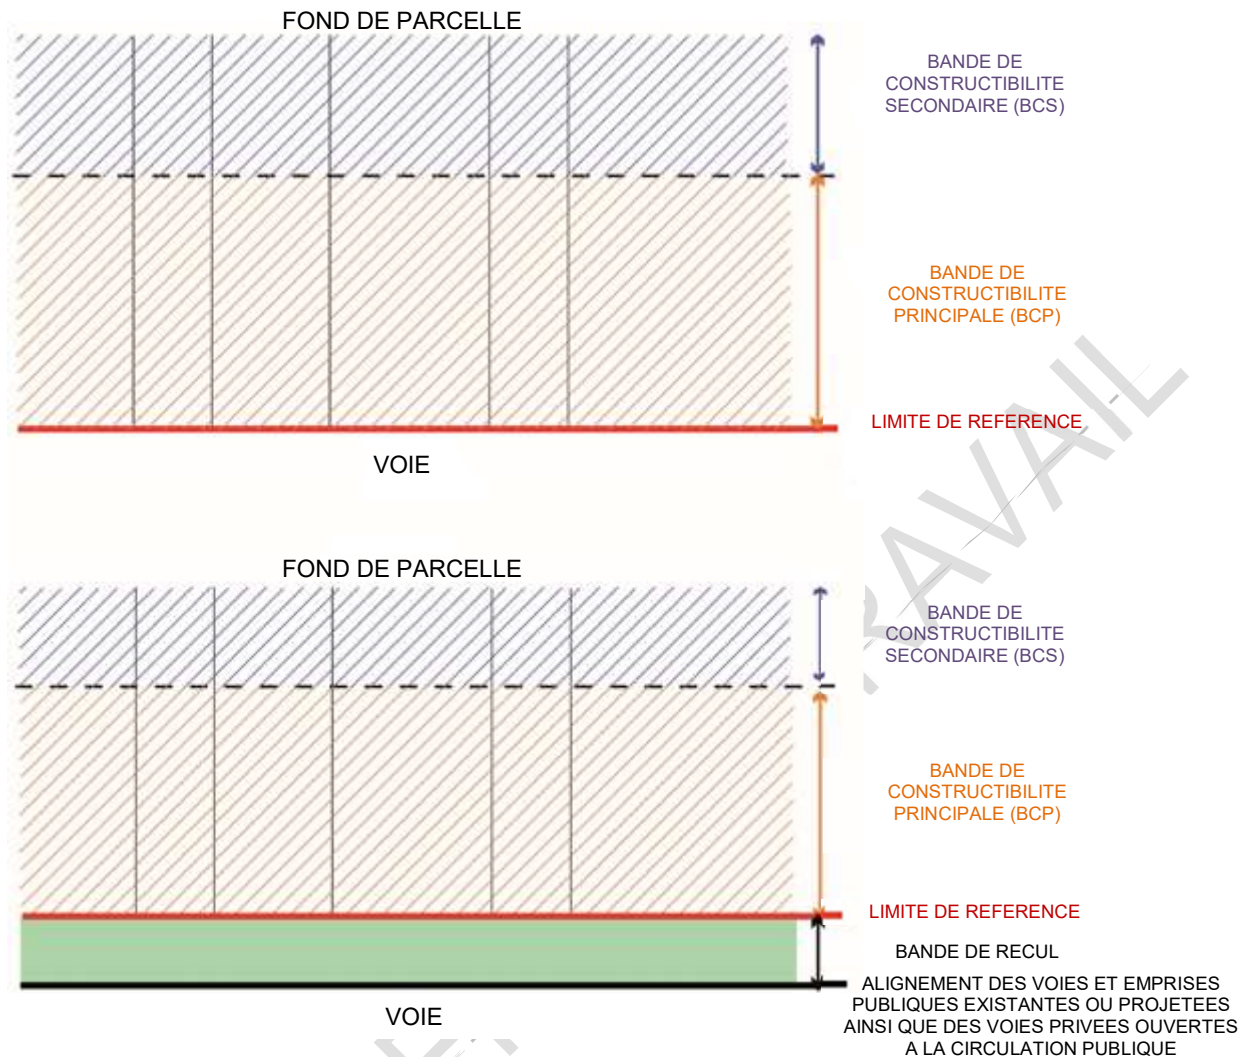 FOND DE PARCELLE
BANDE DE
CONSTRUCTIBILITE
SECONDAIRE (BCS)
BANDE DE
CONSTRUCTIBILITE
PRINCIPALE (BCP)
LIMITE DE REFERENCE
VOIE
FOND DE PARCELLE
BANDE DE
CONSTRUCTIBILITE
SECONDAIRE (BCS)
BANDE DE
CONSTRUCTIBILITE
PRINCIPALE (BCP)
LIMITE DE REFERENCE
BANDE DE RECUL
ALIGNEMENT DES VOIES ET EMPRISES
PUBLIQUES EXISTANTES OU PROJETEES
AINSI QUE DES VOIES PRIVEES OUVERTES
A LA CIRCULATION PUBLIQUE
VOIE
RAVAIL